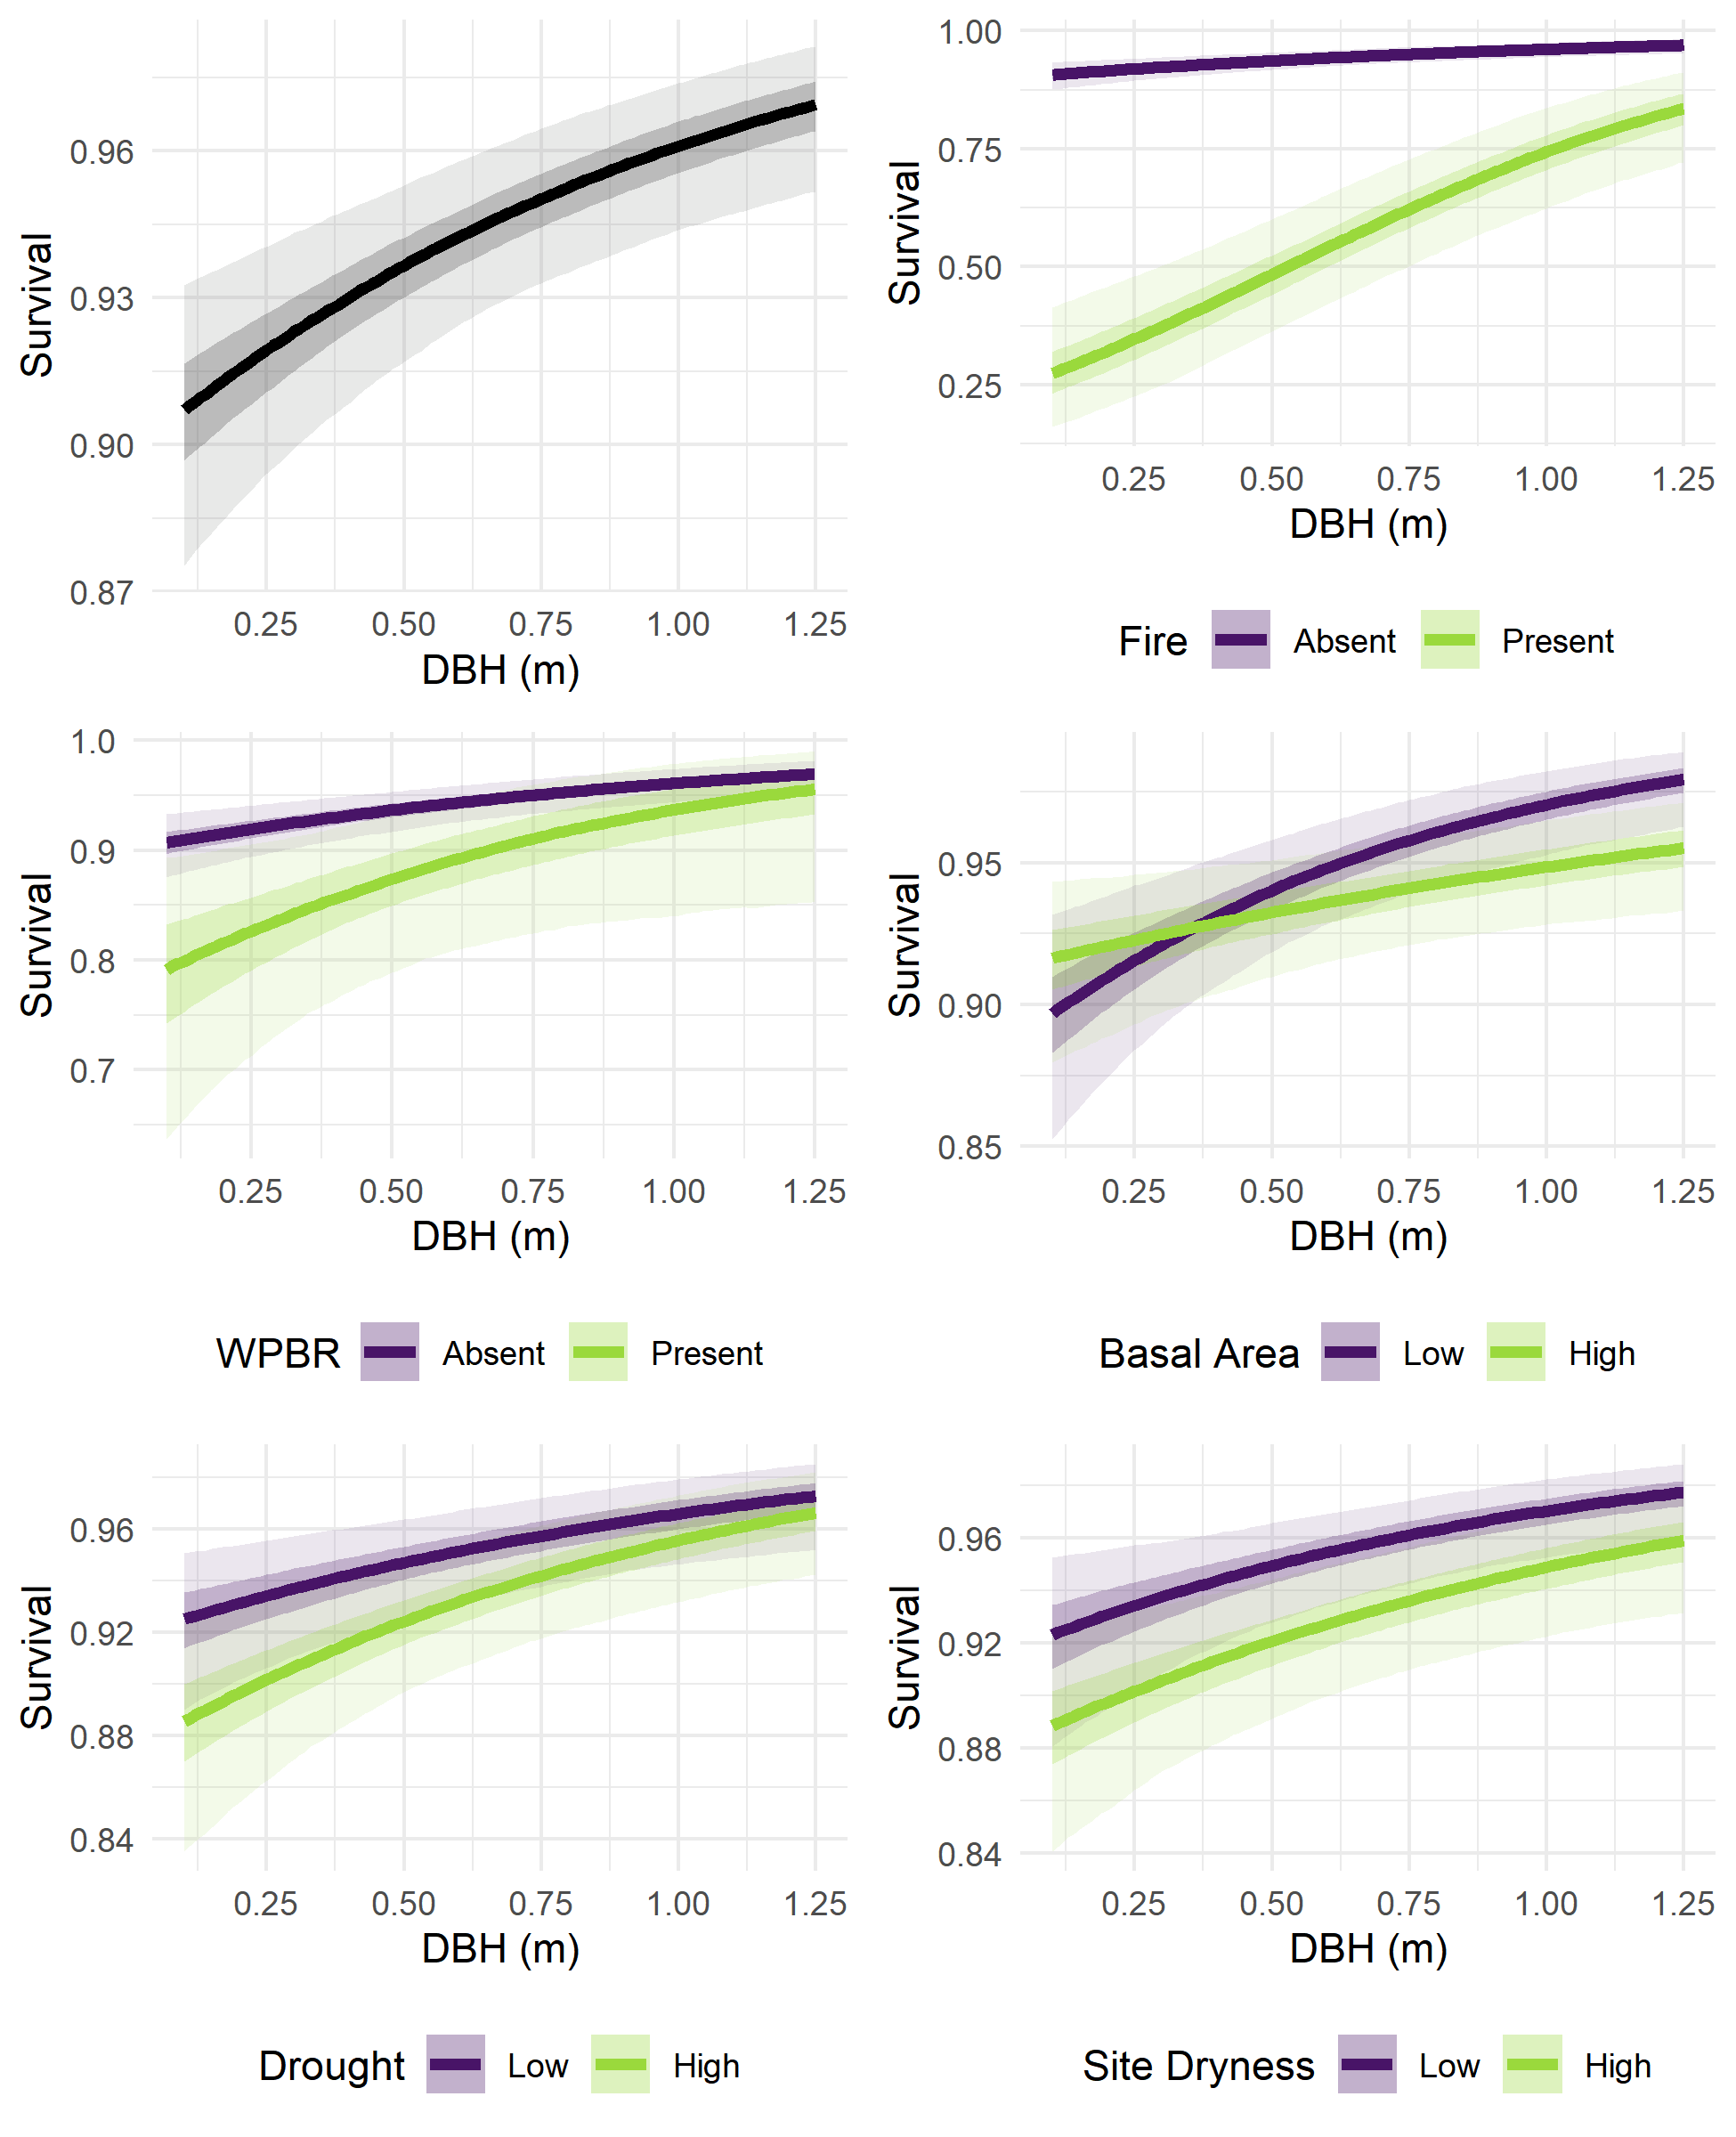 Survival
0.96
0.93
0.90
0.87
0.25 0.50 0.75 1.00 1.25
DBH (m)
Survival
1.00
0.75
0.50
0.25
0.25 0.50 0.75 1.00 1.25
DBH (m)
Fire Absent Present
Survival
1.0
0.9
0.8
0.7
0.25 0.50 0.75 1.00 1.25
DBH (m)
WPBR Absent Present
Survival
0.95
0.90
0.85
0.25 0.50 0.75 1.00 1.25
DBH (m)
Basal Area Low High
Survival
0.96
0.92
0.88
0.84
0.25 0.50 0.75 1.00 1.25
DBH (m)
Drought Low High
Survival
0.96
0.92
0.88
0.84
0.25 0.50 0.75 1.00 1.25
DBH (m)
Site Dryness Low High